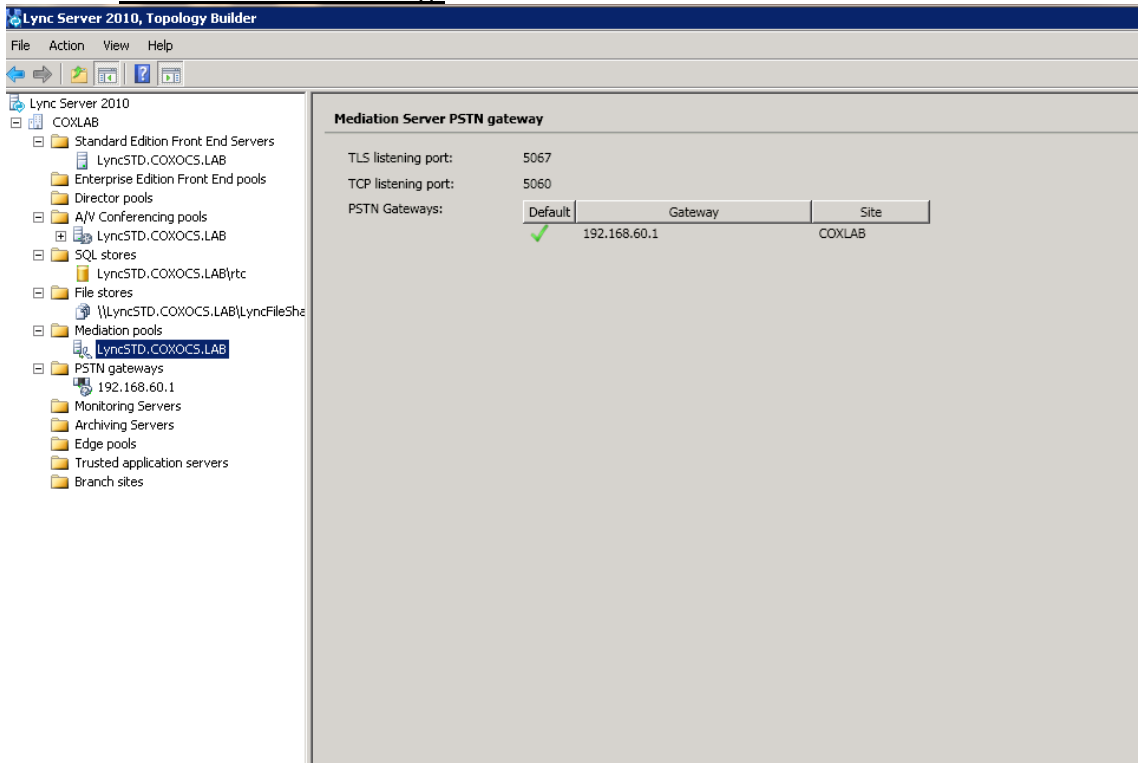 Lync Server 2010, Topology Builder
File Action View Help
Lync Server 2010
COXLAB
Standard Edition Front End Servers
LyncSTD.COXOCS.LAB
Enterprise Edition Front End pools
Director pools
A/V Conferencing pools
LyncSTD.COXOCS.LAB
SQL stores
LyncSTD.COXOCS.LAB\rtc
File stores
\\LyncSTD.COXOCS.LAB\LyncFileSha
Mediation pools
LyncSTD.COXOCS.LAB
PSTN gateways
192.168.60.1
Monitoring Servers
Archiving Servers
Edge pools
Trusted application servers
Branch sites
Mediation Server PSTN gateway
TLS listening port: 5067
TCP listening port: 5060
PSTN Gateways: Default Gateway Site
192.168.60.1 COXLAB